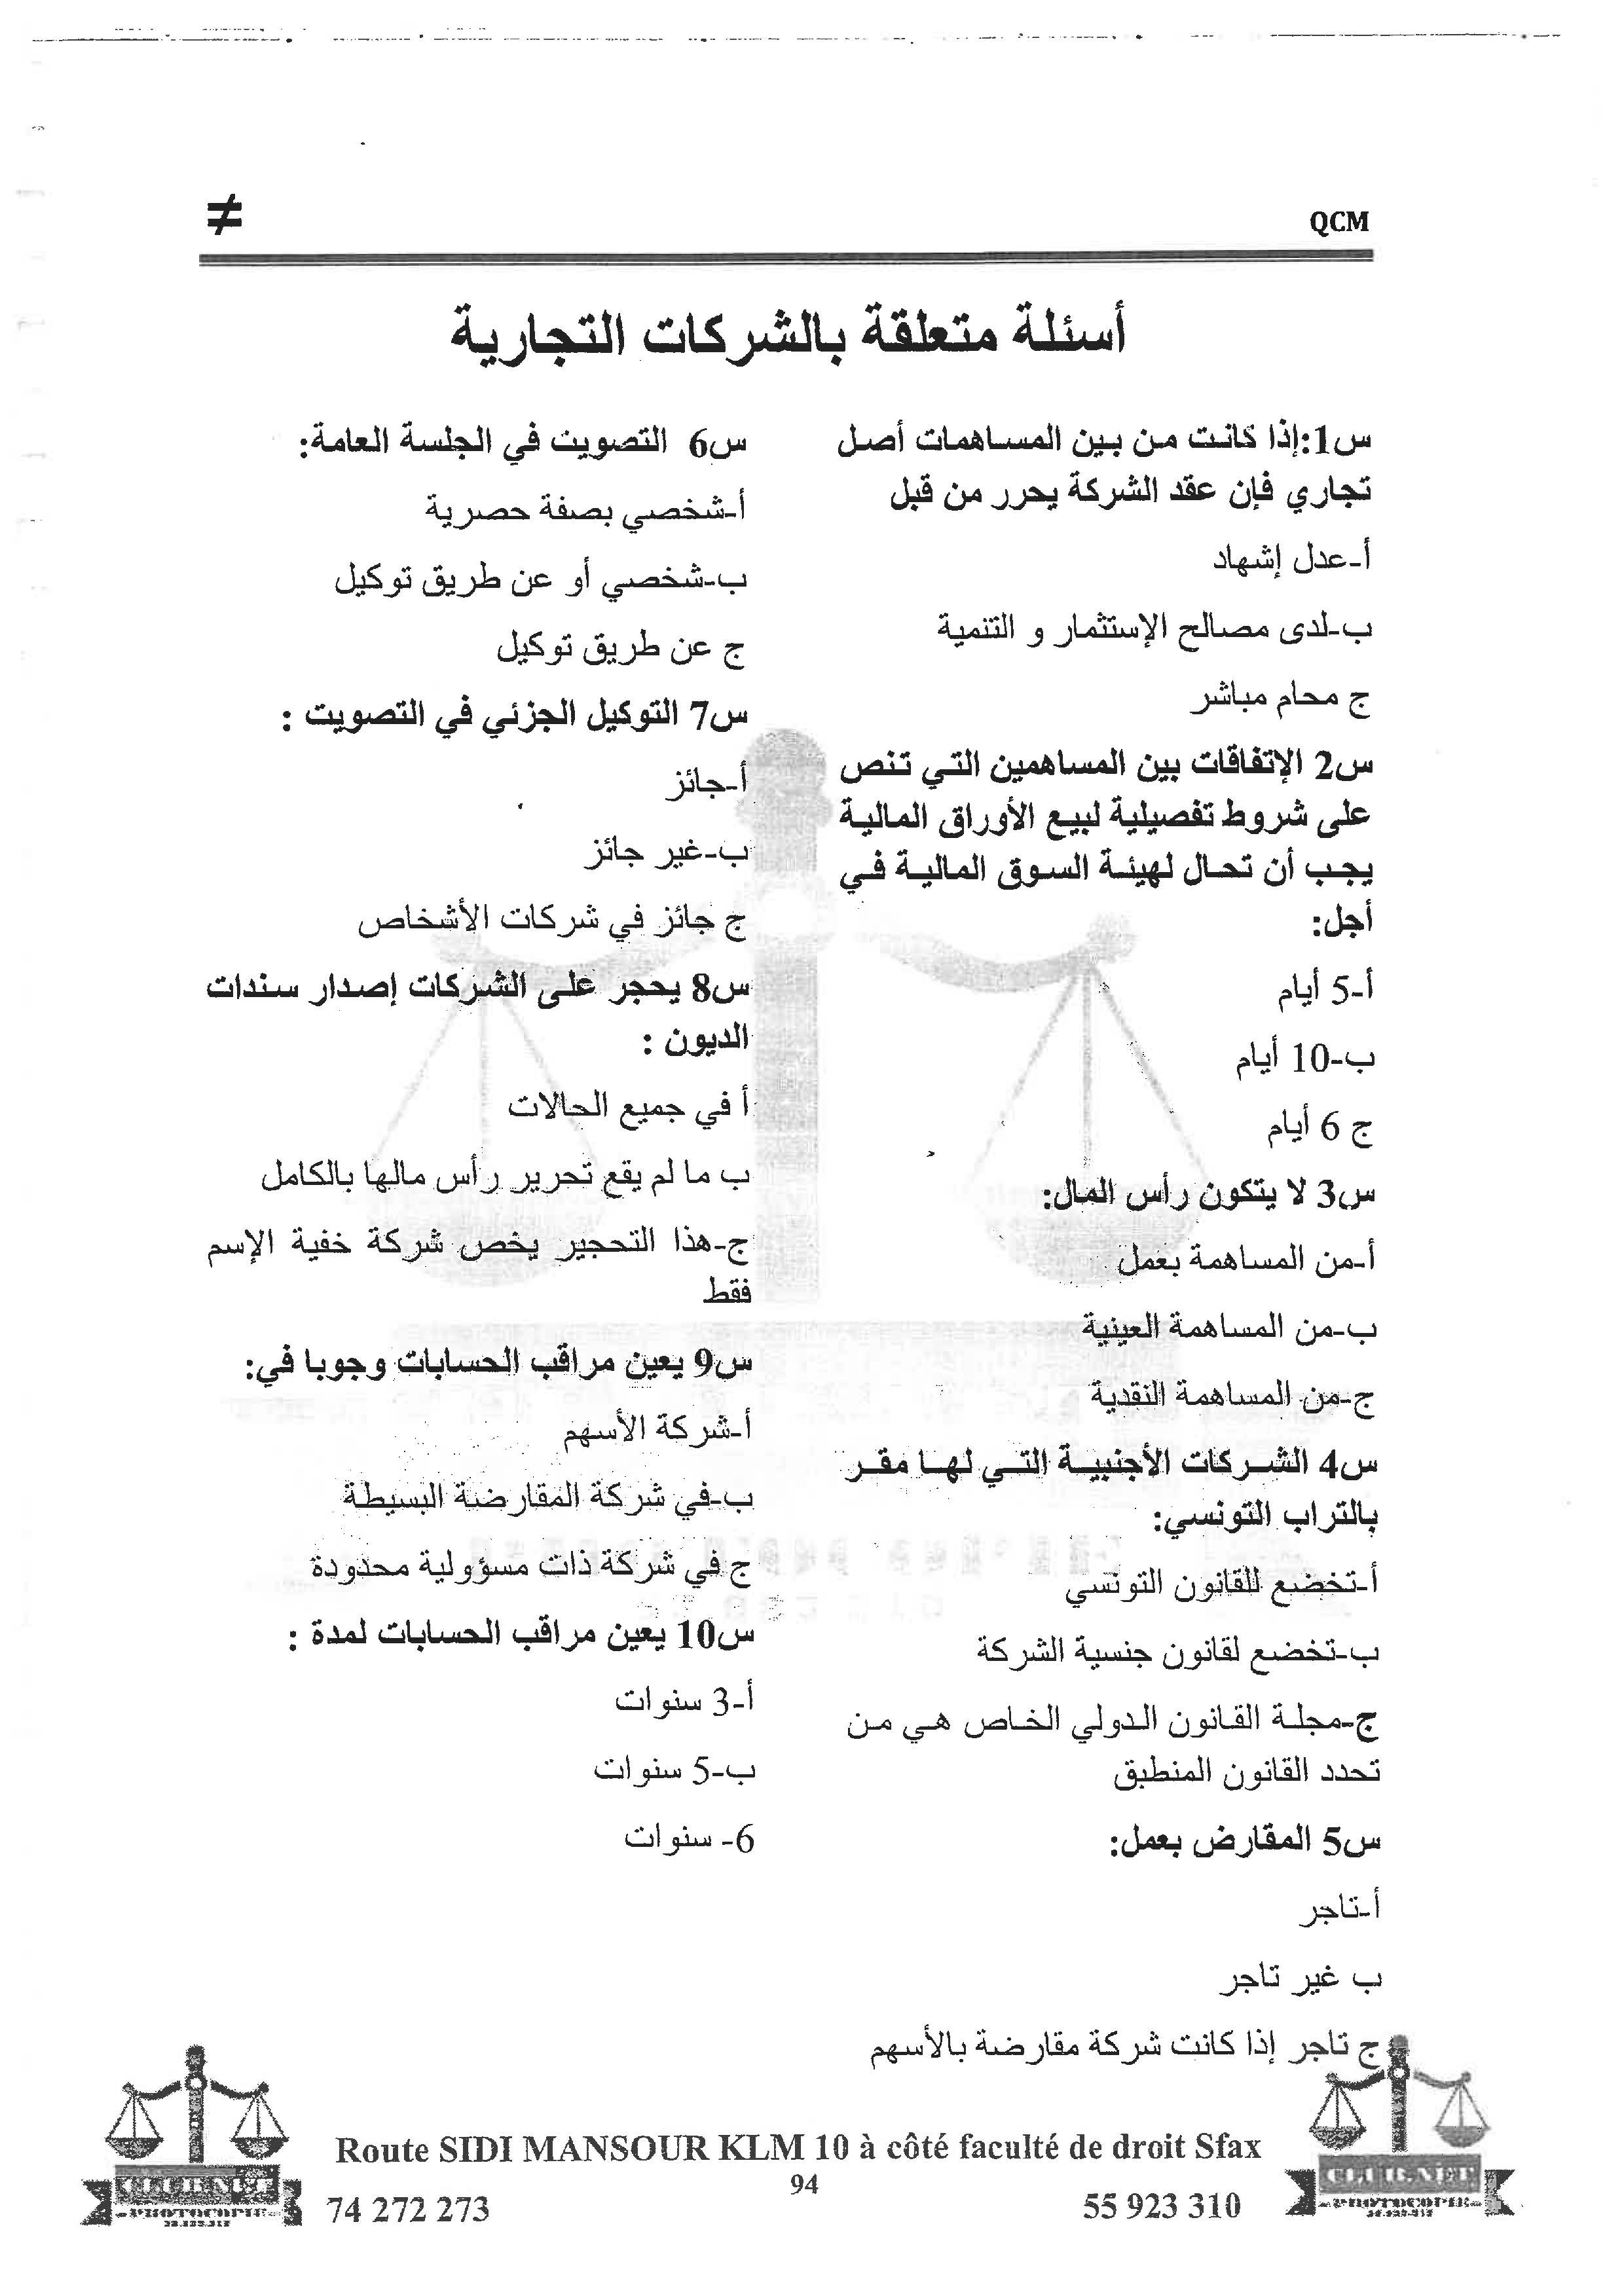 QCM
≠
أسئلة متعلقة بالشركات التجارية
س1:إذا كانت من بين المساهمات أصل
تجاري فإن عقد الشركة يحرر من قبل
أ-عدل إشهاد
ب-لدى مصالح الإستثمار و التنمية
ج محام مباشر
س2 الإتفاقات بين المساهمين التي تنص
على شروط تفصيلية لبيع الأوراق المالية
يجب أن تحال لهيئة السوق المالية في
أجل:
أ-5 أيام
ب-10 أيام
ج 6 أيام
س3 لا يتكون رأس المال:
أ-من المساهمة بعمل
ب-من المساهمة العينية
ج-من المساهمة النقدية
س4 الشركات الأجنبية التي لها مقر
بالتراب التونسي:
أ-تخضع للقانون التونسي
ب-تخضع لقانون جنسية الشركة
ج-مجلة القانون الدولي الخاص هي من
تحدد القانون المنطبق
س5 المقارض بعمل:
أ-تاجر
ب غير تاجر
ج تاجر إذا كانت شركة مقارضة بالأسهم
س6 التصويت في الجلسة العامة:
أ-شخصي بصفة حصرية
ب-شخصي أو عن طريق توكيل
ج عن طريق توكيل
س7 التوكيل الجزئي في التصويت :
أ-جائز
ب-غير جائز
ج جائز في شركات الأشخاص
س8 يحجر على الشركات إصدار سندات
الديون :
أ في جميع الحالات
ب ما لم يقع تحرير رأس مالها بالكامل
ج-هذا التحجير يخص شركة خفية الإسم
فقط
س9 يعين مراقب الحسابات وجوبا في:
أ-شركة الأسهم
ب-في شركة المقارضة البسيطة
ج في شركة ذات مسؤولية محدودة
س10 يعين مراقب الحسابات لمدة :
أ-3 سنوات
ب-5 سنوات
6- سنوات
Route SIDI MANSOUR KLM 10 à côté faculté de droit Sfax
94
74 272 273
55 923 310
CLUB.NET
PHOTOCOPIE
CLUB.NET
PHOTOCOPIE